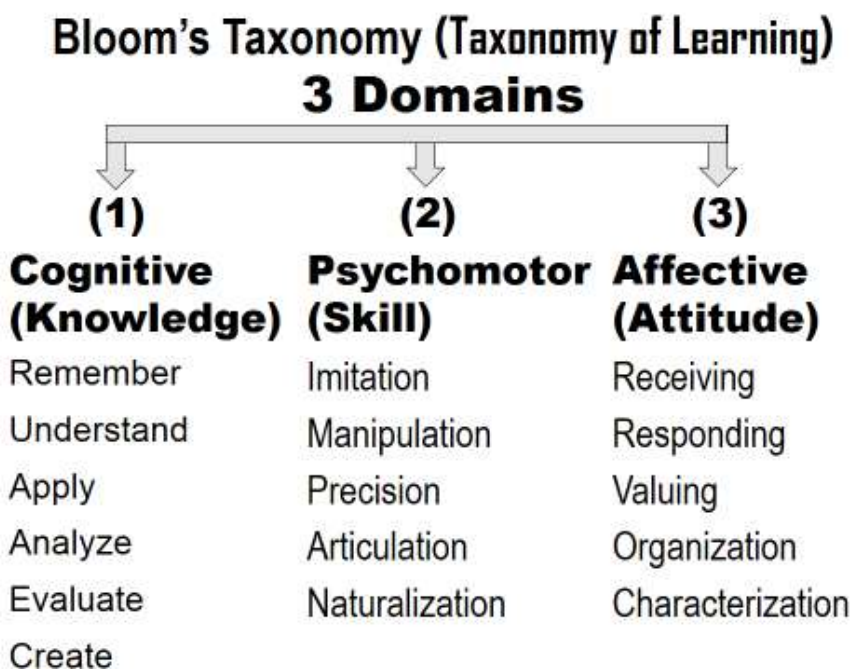 Bloom's Taxonomy (Taxonomy of Learning)
3 Domains
(1)
Cognitive
(Knowledge)
Remember
Understand
Apply
Analyze
Evaluate
Create
(2)
Psychomotor
(Skill)
Imitation
Manipulation
Precision
Articulation
Naturalization
(3)
Affective
(Attitude)
Receiving
Responding
Valuing
Organization
Characterization